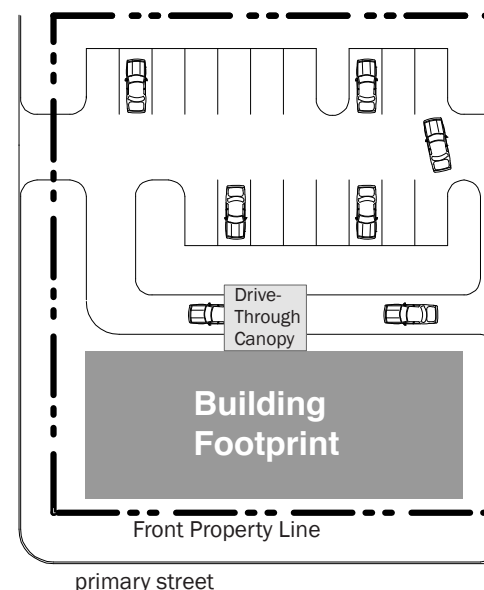 Drive-
Through
Canopy
Building
Footprint
Front Property Line
primary street